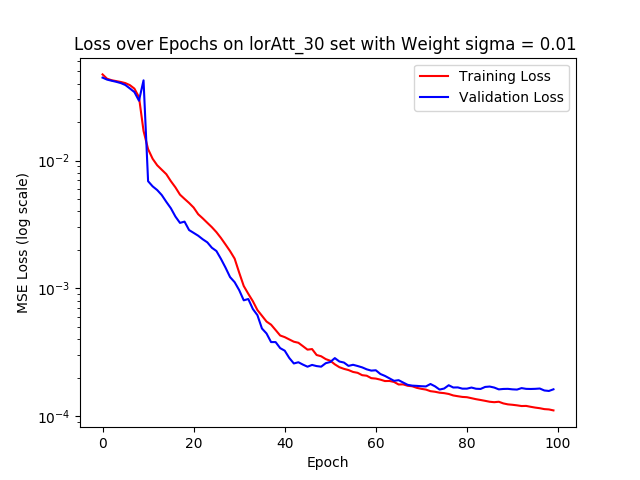 Loss over Epochs on lorAtt_30 set with Weight sigma = 0.01
Training Loss
Validation Loss
MSE Loss (log scale)
10⁻²
10⁻³
10⁻⁴
0 20 40 60 80 100
Epoch